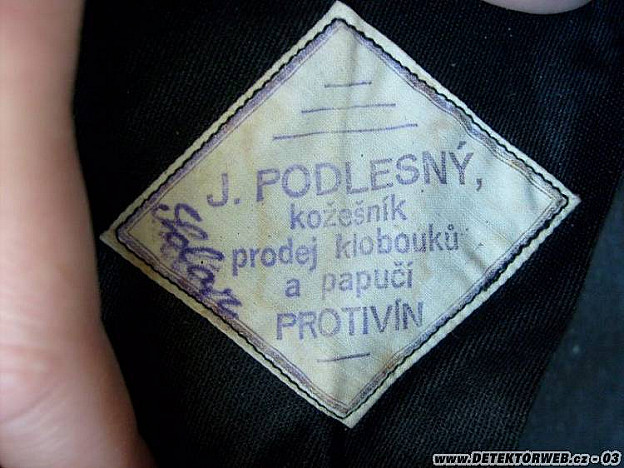 J. PODLESNÝ,
kožešník
prodej klobouků
a papučí
PROTIVÍN
www.DETEKTORWEB.cz - 03